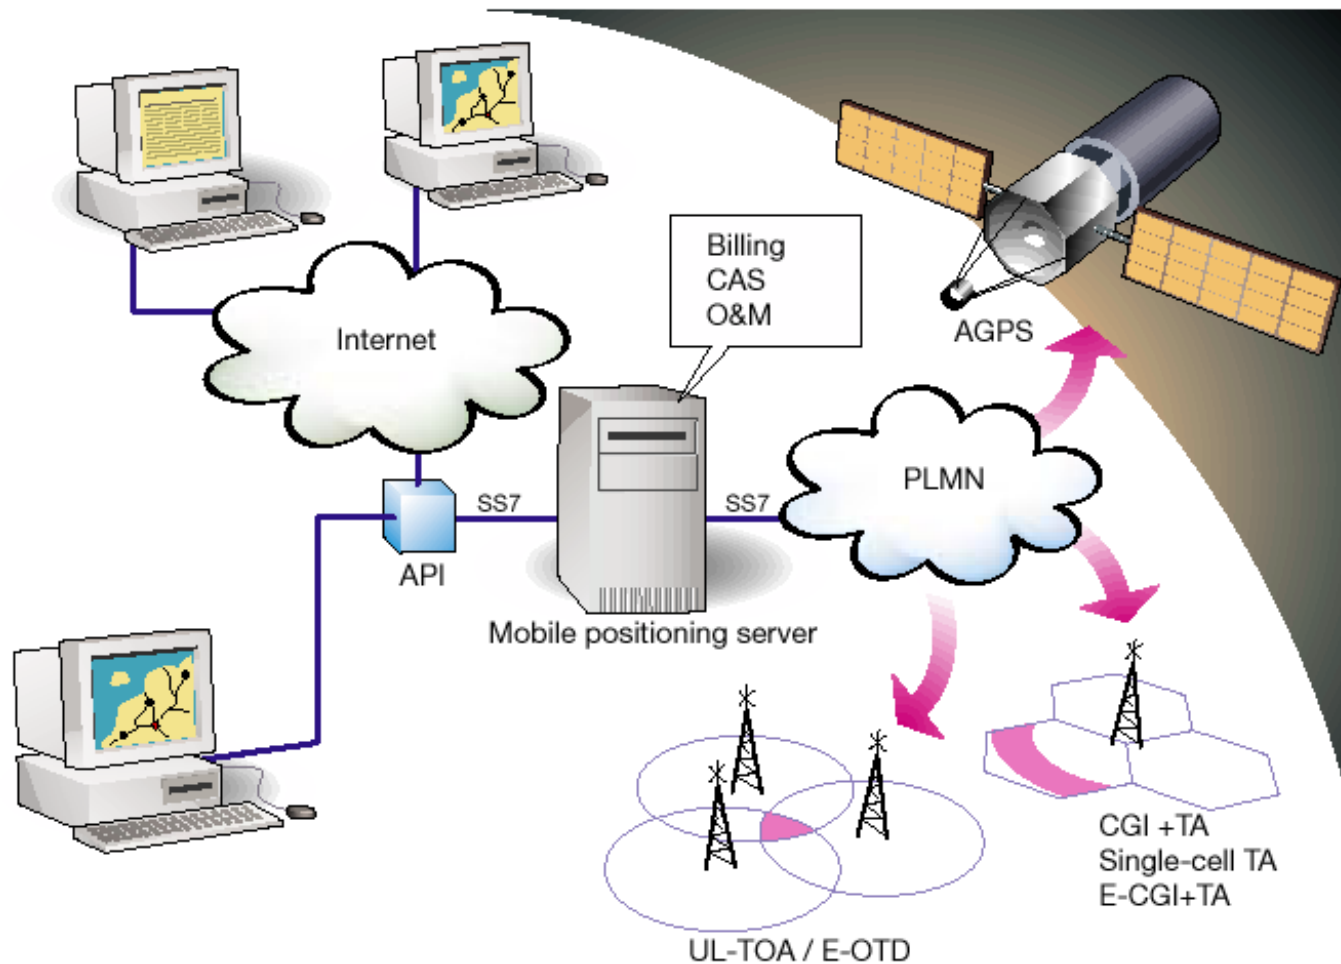 Billing
CAS
O&M
Internet
AGPS
PLMN
SS7
SS7
API
Mobile positioning server
CGI +TA
Single-cell TA
E-CGI+TA
UL-TOA / E-OTD